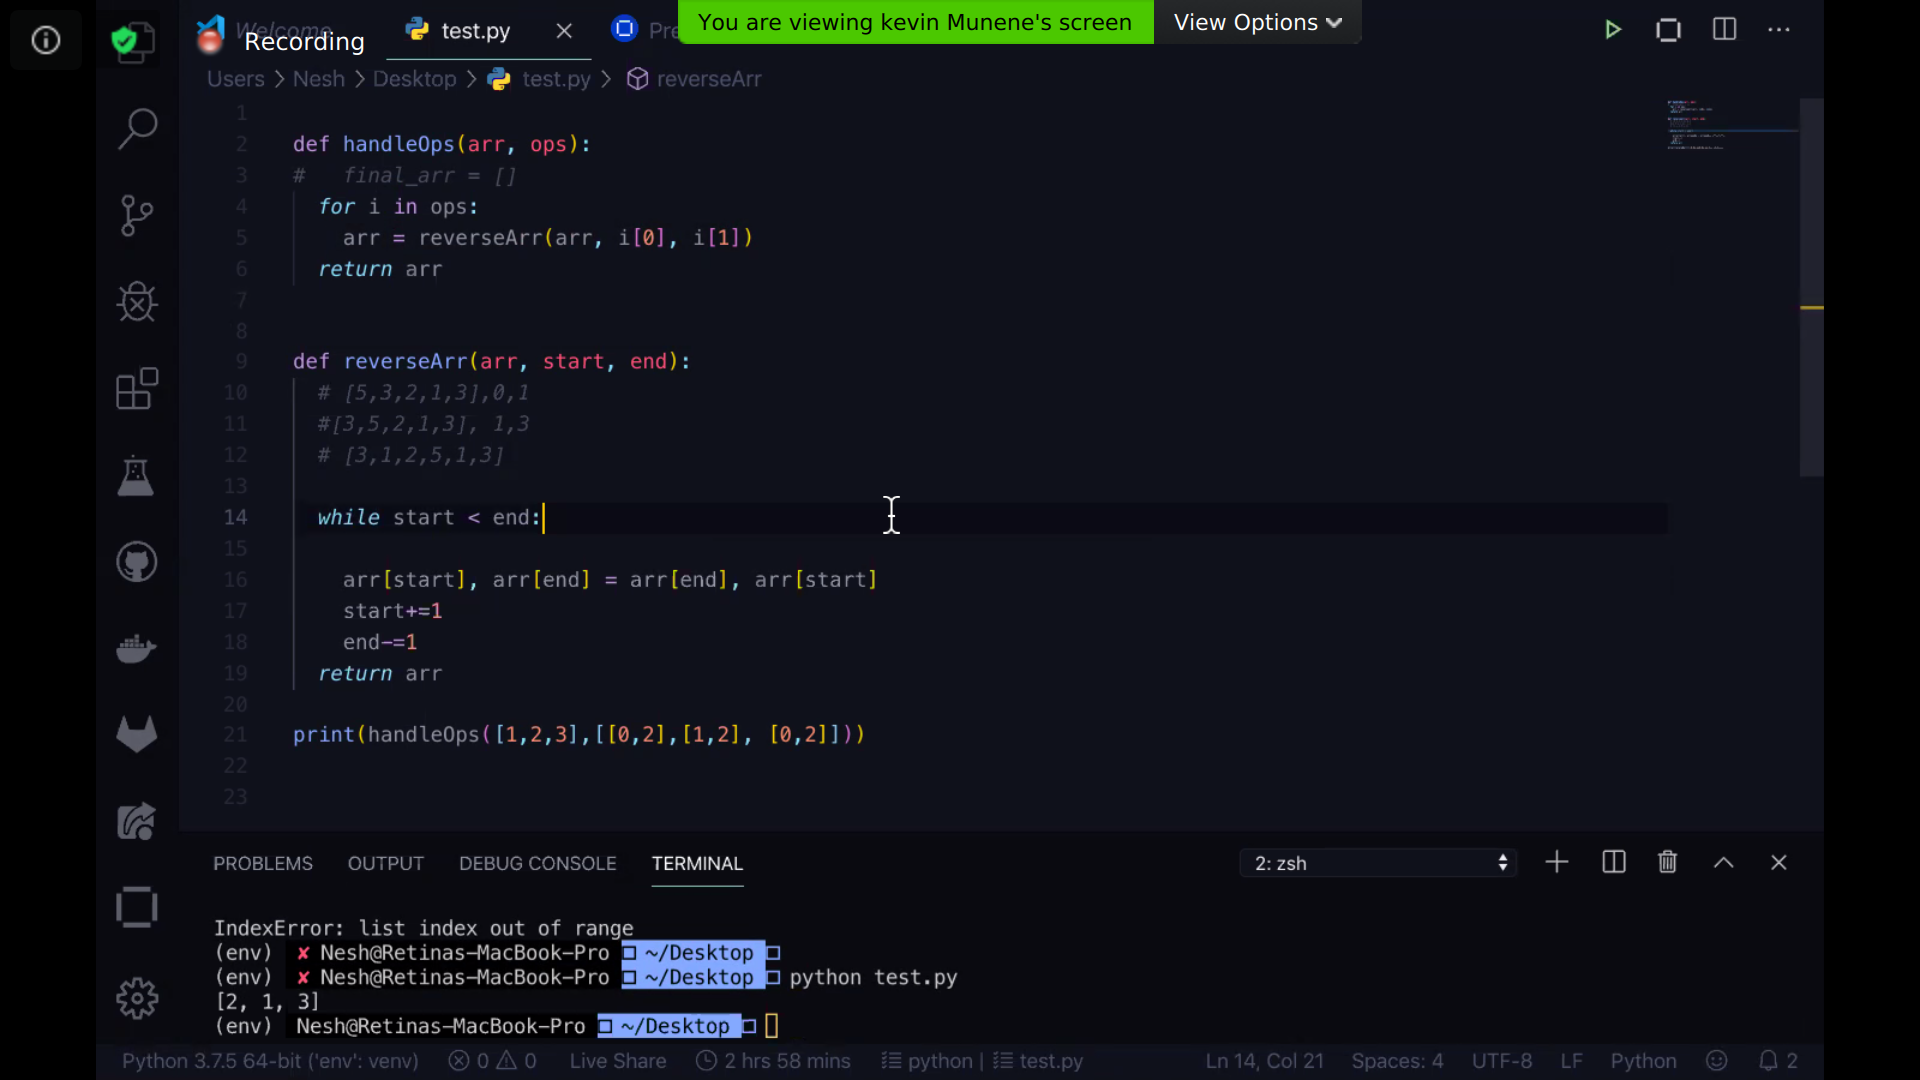 Welcome
Recording
test.py
Pre
You are viewing kevin Munene's screen
View Options
Users > Nesh > Desktop > test.py > reverseArr
1
2 def handleOps(arr, ops):
3 #   final_arr = []
4 for i in ops:
5 arr = reverseArr(arr, i[0], i[1])
6 return arr
7
8
9 def reverseArr(arr, start, end):
10 # [5,3,2,1,3],0,1
11 #[3,5,2,1,3], 1,3
12 # [3,1,2,5,1,3]
13
14 while start < end:
15
16 arr[start], arr[end] = arr[end], arr[start]
17 start+=1
18 end-=1
19 return arr
20
21 print(handleOps([1,2,3],[[0,2],[1,2], [0,2]]))
22
23
PROBLEMS OUTPUT DEBUG CONSOLE TERMINAL
2: zsh
IndexError: list index out of range
(env) ✘ Nesh@Retinas-MacBook-Pro ~/Desktop
(env) ✘ Nesh@Retinas-MacBook-Pro ~/Desktop python test.py
[2, 1, 3]
(env) Nesh@Retinas-MacBook-Pro ~/Desktop
Python 3.7.5 64-bit ('env': venv) 0 0 Live Share 2 hrs 58 mins python | test.py Ln 14, Col 21 Spaces: 4 UTF-8 LF Python 2